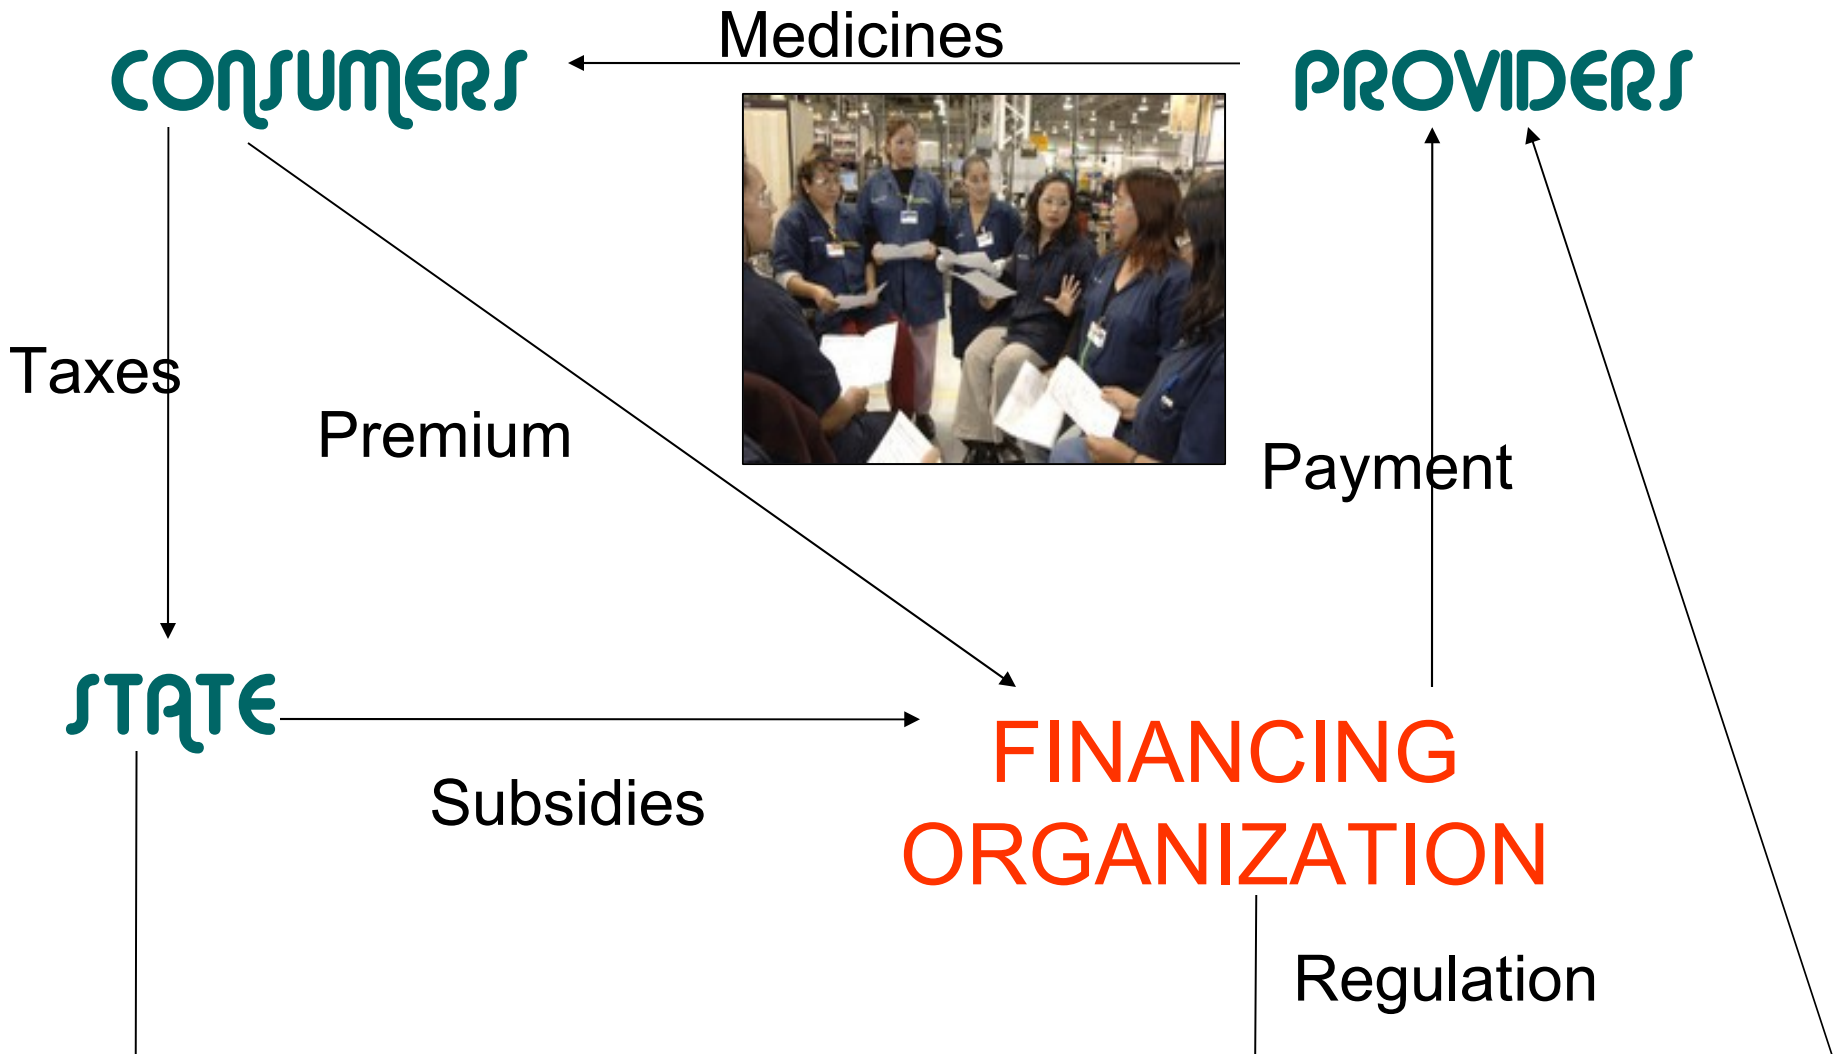 Medicines
CONSUMERS
PROVIDERS
Taxes
Premium
Payment
STATE
Subsidies
FINANCING
ORGANIZATION
Regulation